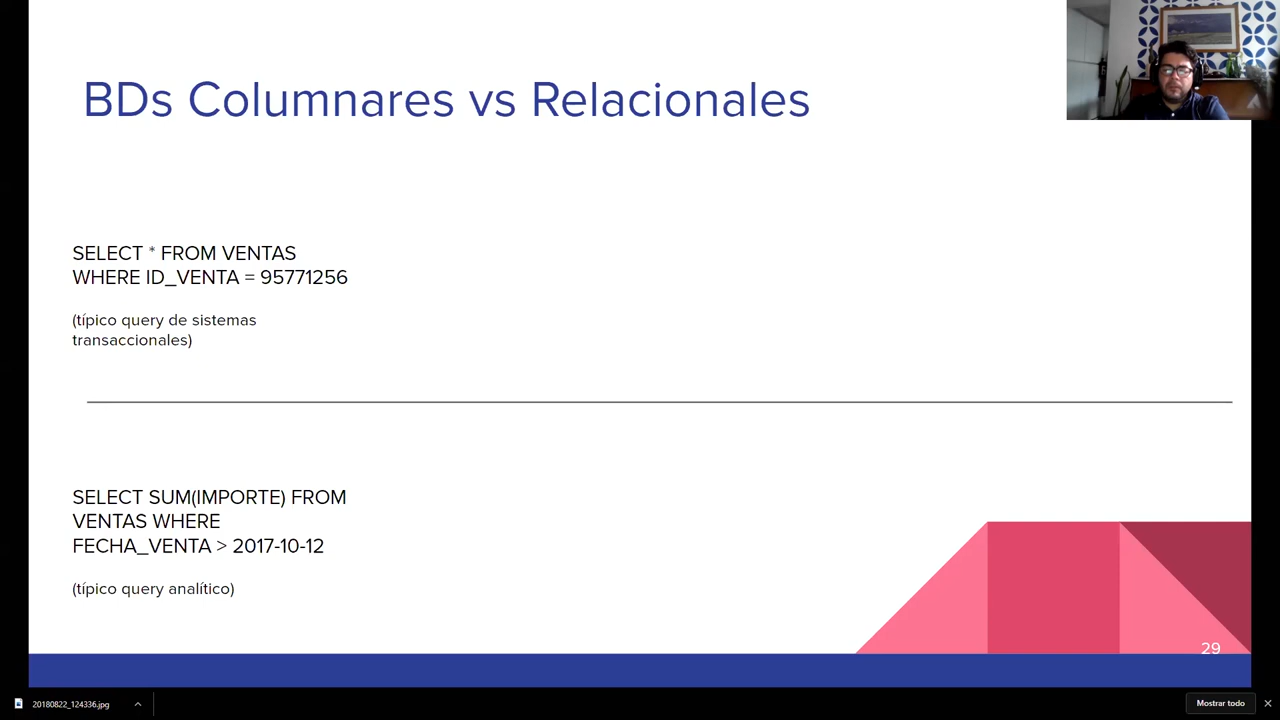 BDs Columnares vs Relacionales
SELECT * FROM VENTAS
WHERE ID_VENTA = 95771256
(típico query de sistemas
transaccionales)
SELECT SUM(IMPORTE) FROM
VENTAS WHERE
FECHA_VENTA > 2017-10-12
(típico query analítico)
29
20180822_124336.jpg
Mostrar todo